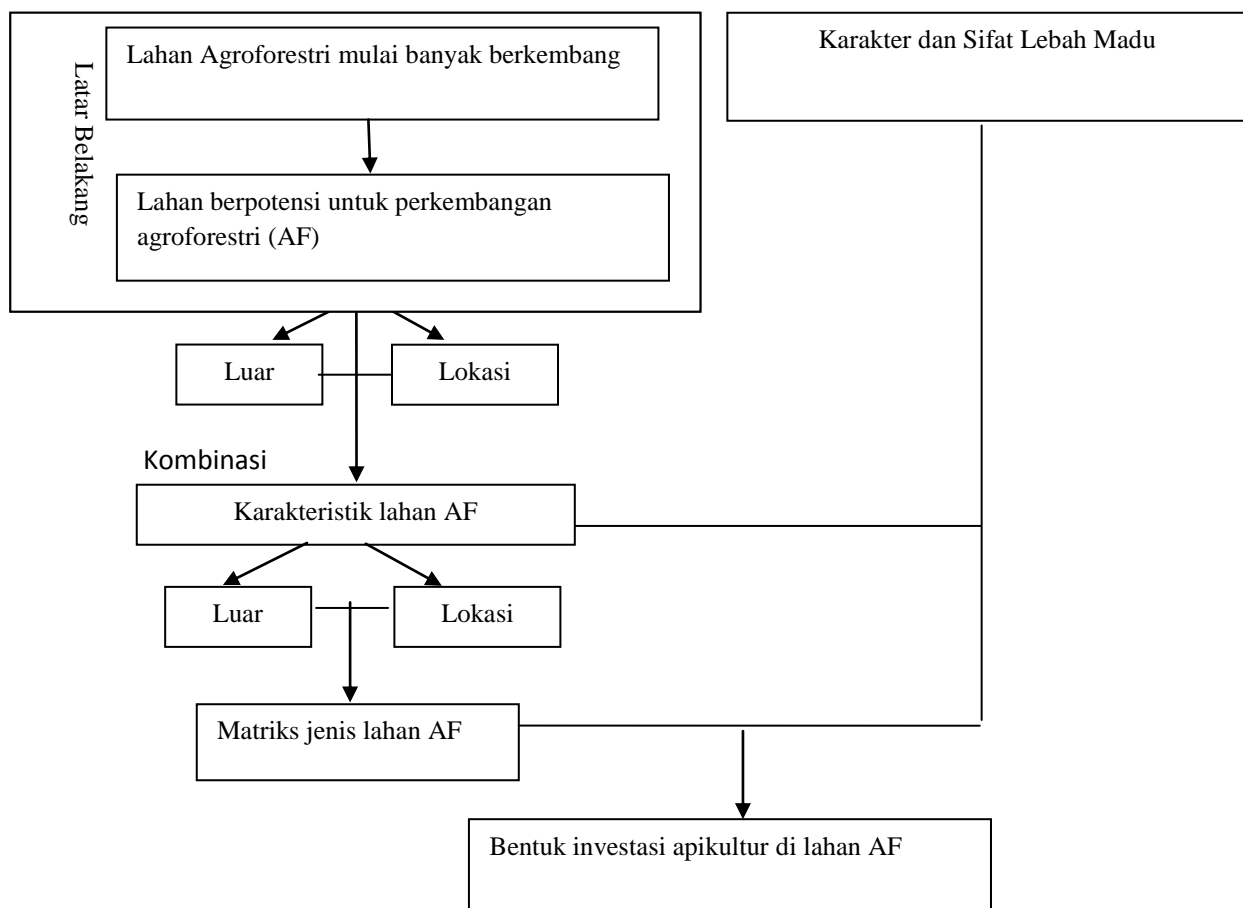 Latar Belakang
Lahan Agroforestri mulai banyak berkembang
Lahan berpotensi untuk perkembangan
agroforestri (AF)
Karakter dan Sifat Lebah Madu
Luar
Lokasi
Kombinasi
Karakteristik lahan AF
Luar
Lokasi
Matriks jenis lahan AF
Bentuk investasi apikultur di lahan AF